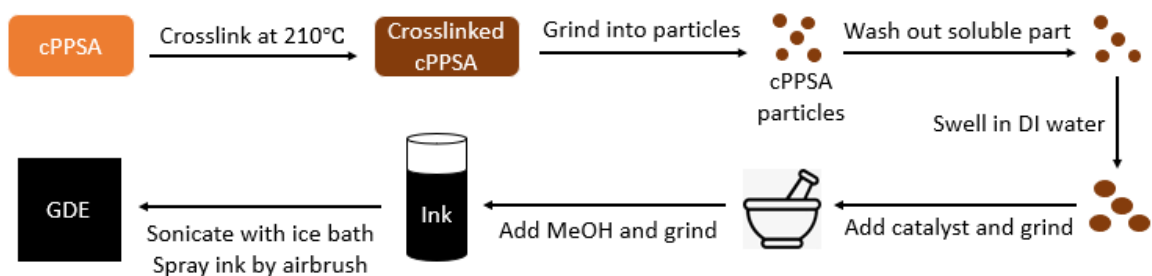 cPPSA
Crosslink at 210℃
Crosslinked
cPPSA
Grind into particles
cPPSA
particles
Wash out soluble part
Swell in DI water
Add catalyst and grind
Add MeOH and grind
Ink
Sonicate with ice bath
Spray ink by airbrush
GDE